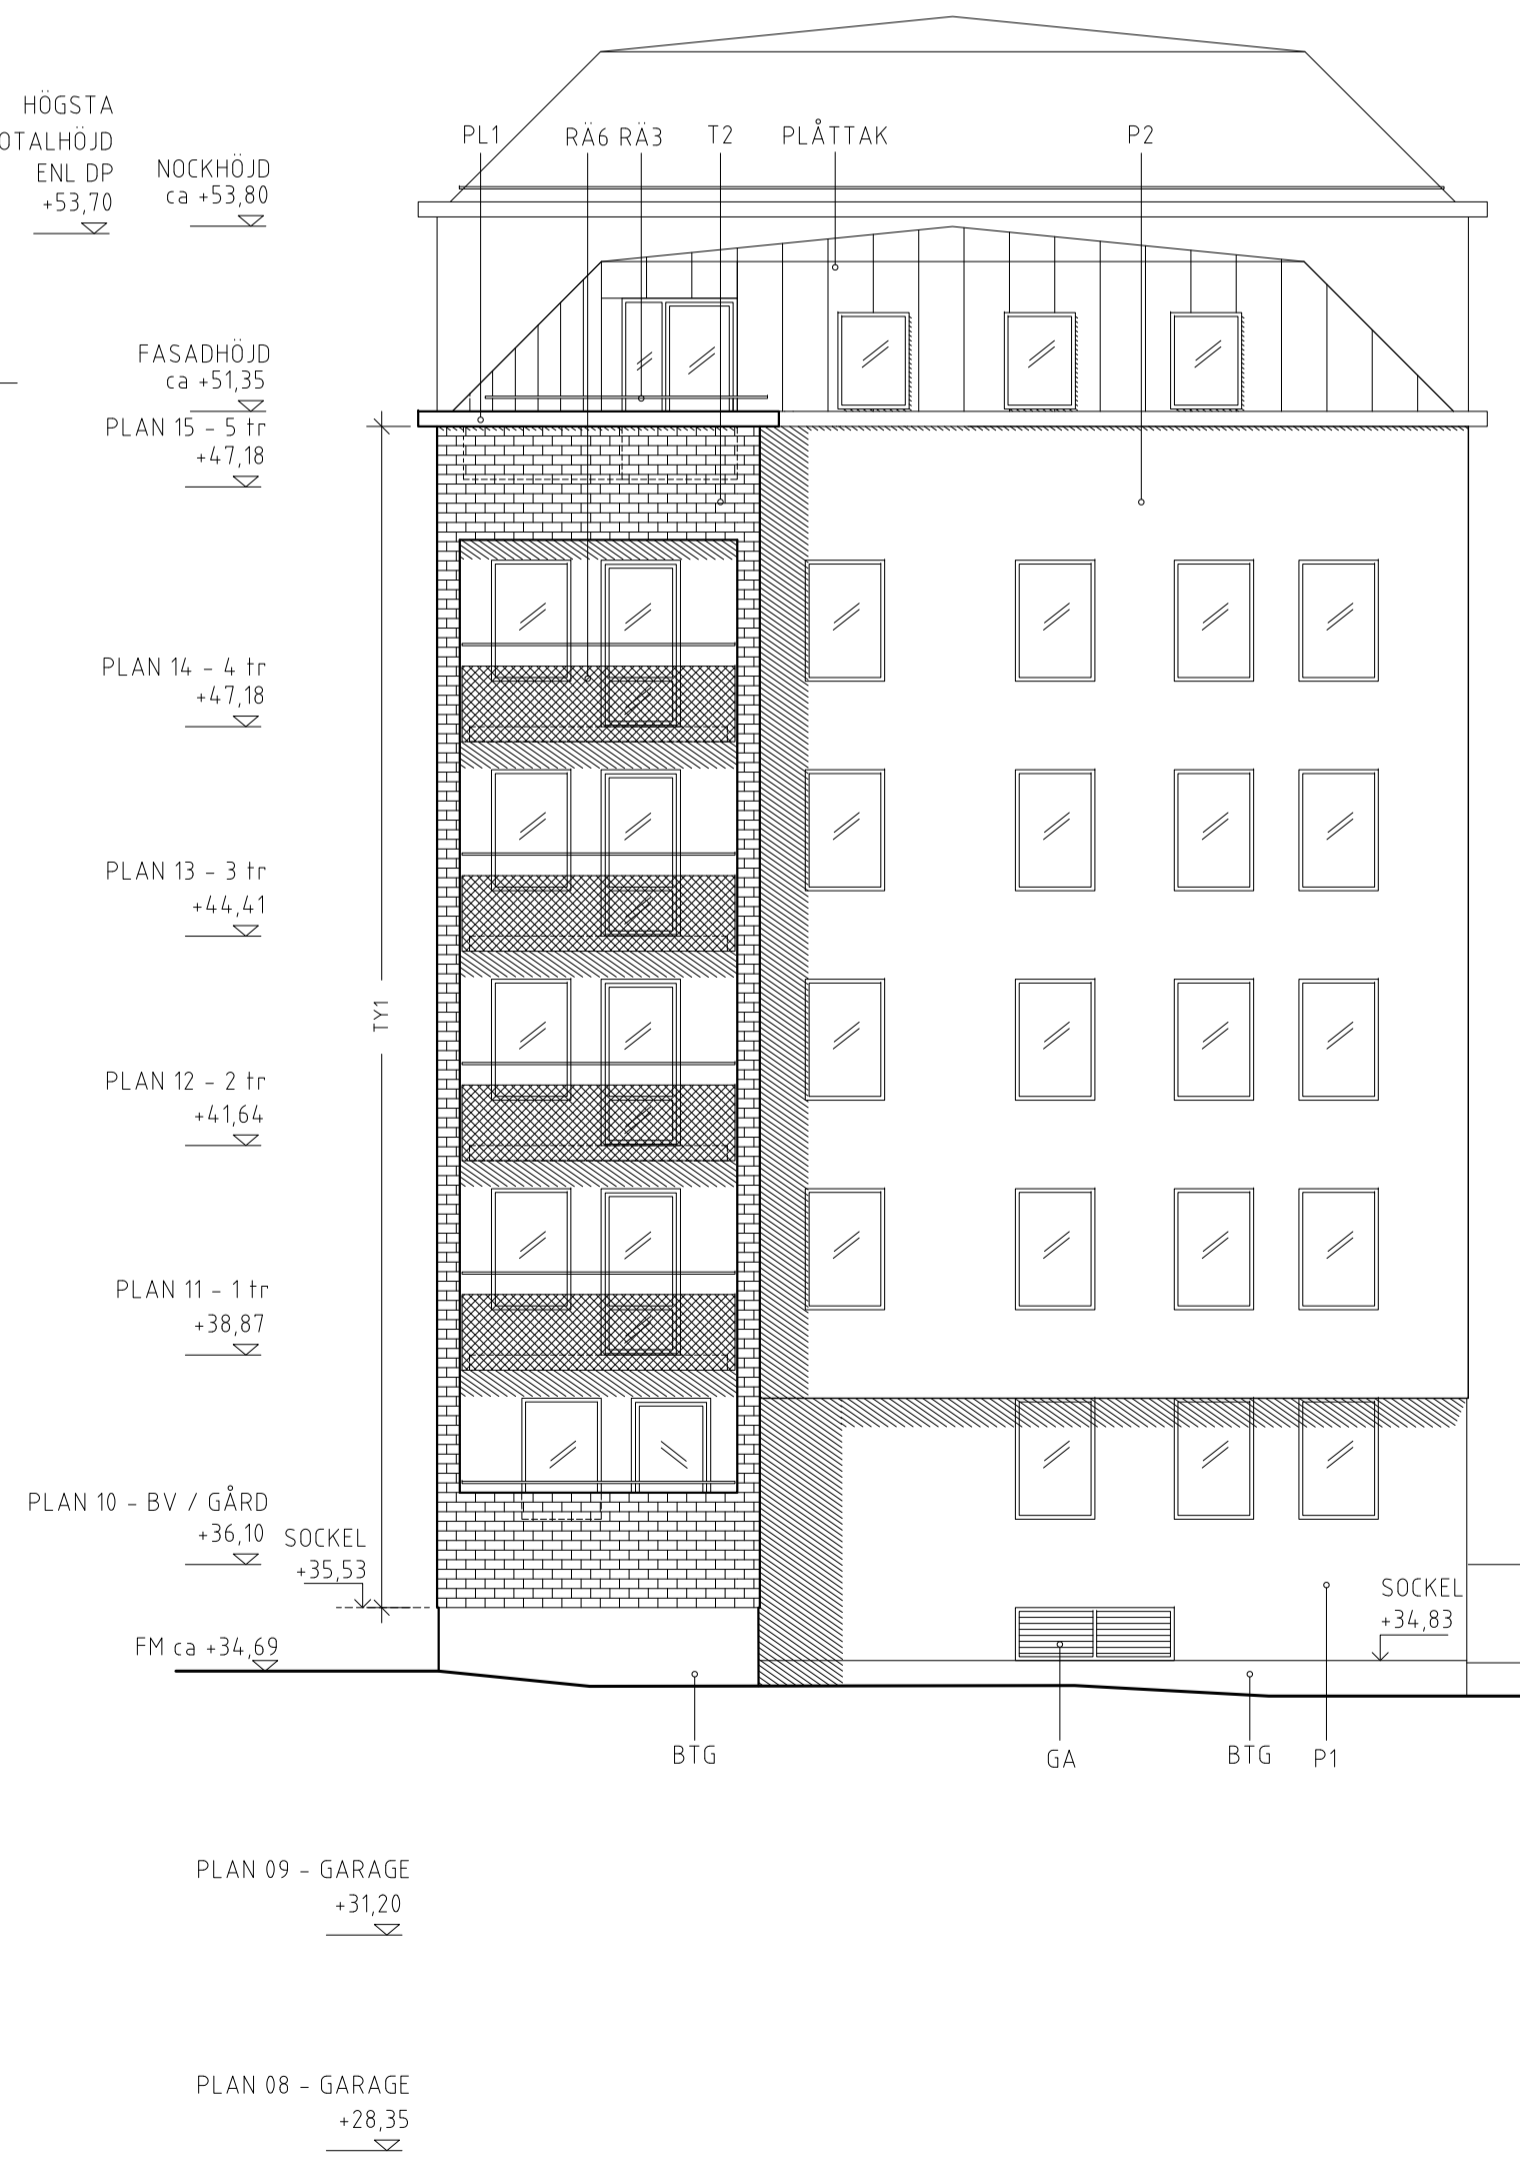 HÖGSTA
OTALHÖJD
ENL DP
+53,70
NOCKHÖJD
ca +53,80
PL1
RÄ6
RÄ3
T2
PLÅTTAK
P2
FASADHÖJD
ca +51,35
PLAN 15 - 5 tr
+47,18
PLAN 14 - 4 tr
+47,18
PLAN 13 - 3 tr
+44,41
TY1
PLAN 12 - 2 tr
+41,64
PLAN 11 - 1 tr
+38,87
PLAN 10 - BV / GÅRD
+36,10
SOCKEL
+35,53
SOCKEL
+34,83
FM ca +34,69
BTG
GA
BTG
P1
PLAN 09 - GARAGE
+31,20
PLAN 08 - GARAGE
+28,35